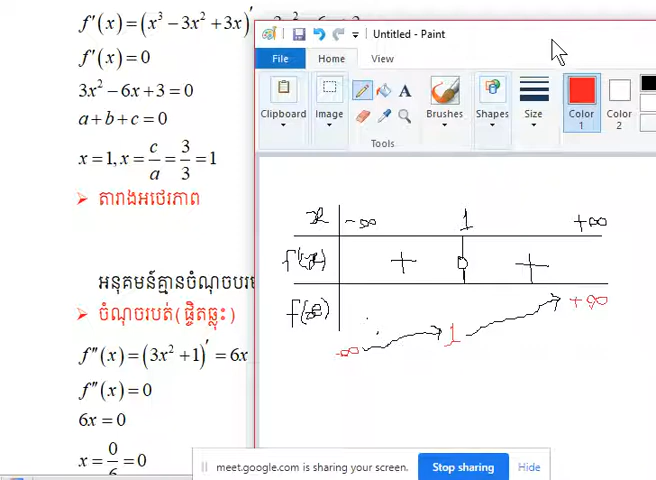 f′(x)=(x³−3x²+3x)′
f′(x)=0
3x²−6x+3=0
a+b+c=0
x=1, x=c/a=3/3=1
➢ តារាងអថេរភាព
អនុគមន៍គ្មានចំណុចបរម
➢ ចំណុចរបត់(ផ្ចិតឆ្លុះ)
f″(x)=(3x²+1)′=6x
f″(x)=0
6x=0
x=0/6=0
Untitled - Paint
File Home View
Clipboard Image Tools Brushes Shapes Size Color 1 Color 2
x −∞ 1 +∞
f'(x) + 0 +
f(x) −∞ 1 +∞
meet.google.com is sharing your screen. Stop sharing Hide